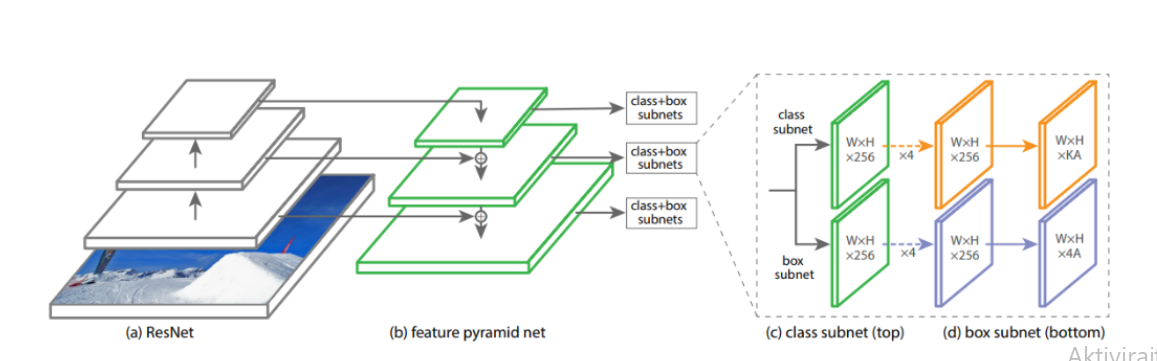 class+box
subnets
class+box
subnets
class+box
subnets
class
subnet
W×H
×256
×4
W×H
×256
W×H
×KA
box
subnet
W×H
×256
×4
W×H
×256
W×H
×4A
(a) ResNet
(b) feature pyramid net
(c) class subnet (top)
(d) box subnet (bottom)